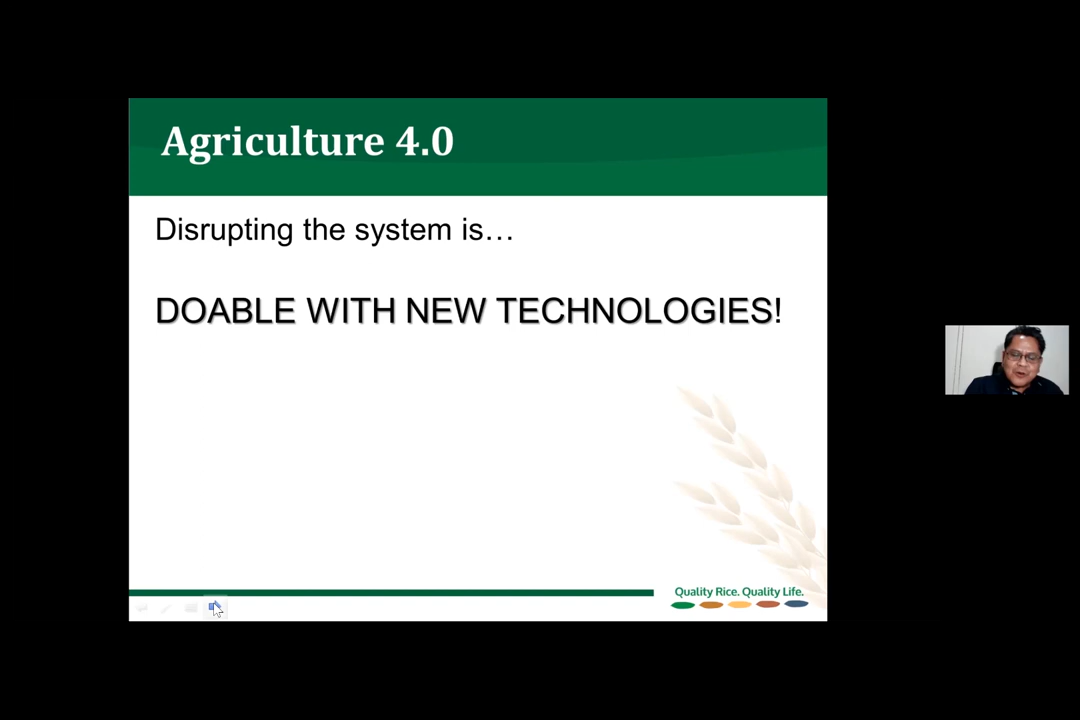 Agriculture 4.0
Disrupting the system is…
DOABLE WITH NEW TECHNOLOGIES!
Quality Rice. Quality Life.